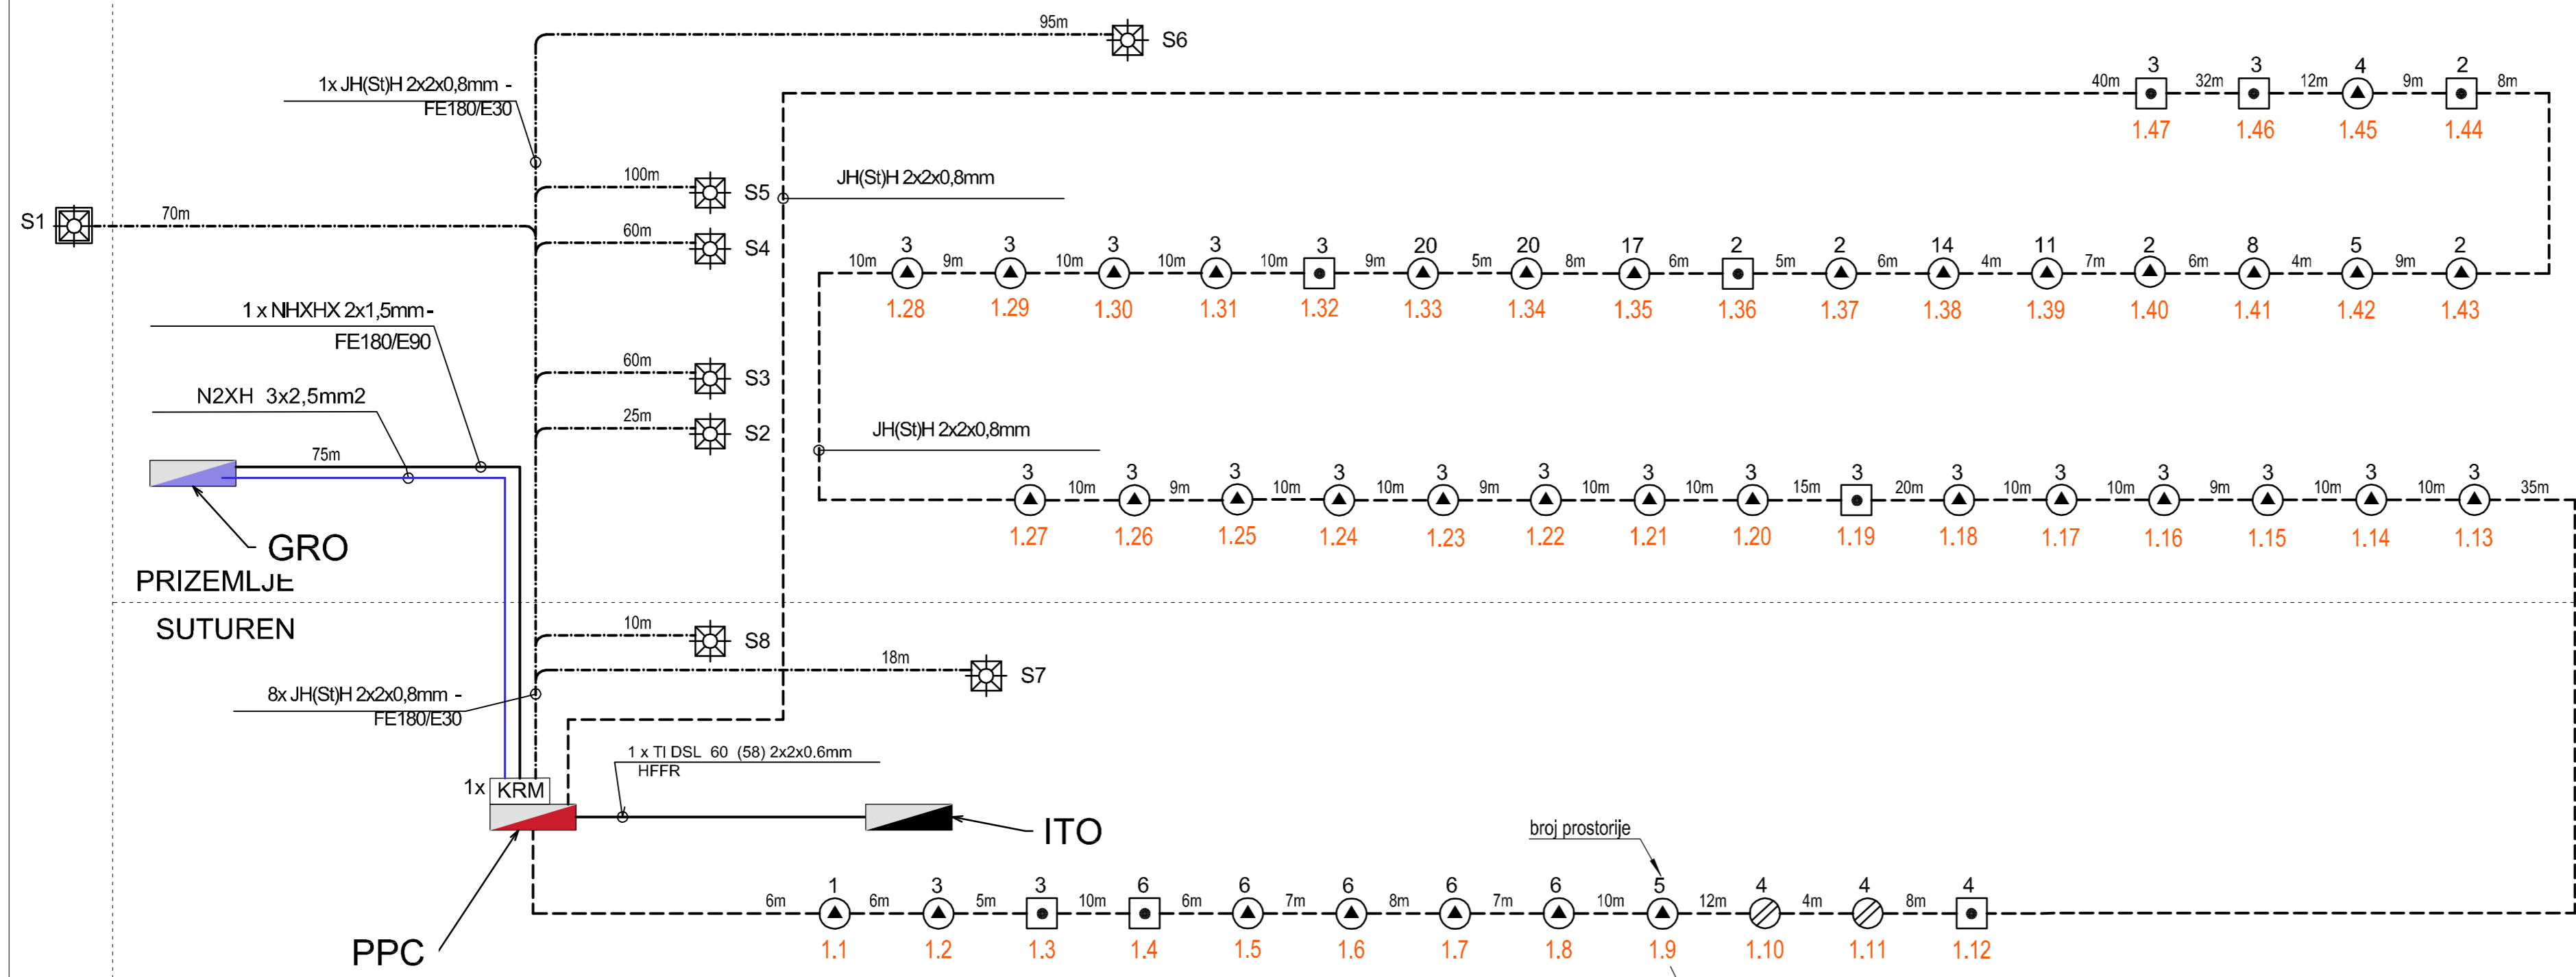 95m
S6
1x JH(St)H 2x2x0,8mm -
FE180/E30
40m 3 32m 3 12m 4 9m 2 8m
1.47 1.46 1.45 1.44
100m
S5
JH(St)H 2x2x0,8mm
S1
70m
60m
S4
10m 3 9m 3 10m 3 10m 3 10m 3 9m 20 5m 20 8m 17 6m 2 5m 2 6m 14 4m 11 7m 2 6m 8 4m 5 9m 2
1.28 1.29 1.30 1.31 1.32 1.33 1.34 1.35 1.36 1.37 1.38 1.39 1.40 1.41 1.42 1.43
1 x NHXHX 2x1,5mm-
FE180/E90
60m
S3
N2XH 3x2,5mm2
25m
S2
JH(St)H 2x2x0,8mm
75m
3 10m 3 9m 3 10m 3 10m 3 9m 3 10m 3 10m 3 15m 3 20m 3 10m 3 10m 3 9m 3 10m 3 10m 3 35m
1.27 1.26 1.25 1.24 1.23 1.22 1.21 1.20 1.19 1.18 1.17 1.16 1.15 1.14 1.13
GRO
PRIZEMLJE
SUTUREN
10m
S8
18m
S7
8x JH(St)H 2x2x0,8mm -
FE180/E30
1 x TI DSL 60 (58) 2x2x0.6mm
HFFR
1x KRM
ITO
broj prostorije
6m 1 6m 3 5m 3 10m 6 6m 6 7m 6 8m 6 7m 6 10m 5 12m 4 4m 4 8m 4
1.1 1.2 1.3 1.4 1.5 1.6 1.7 1.8 1.9 1.10 1.11 1.12
PPC